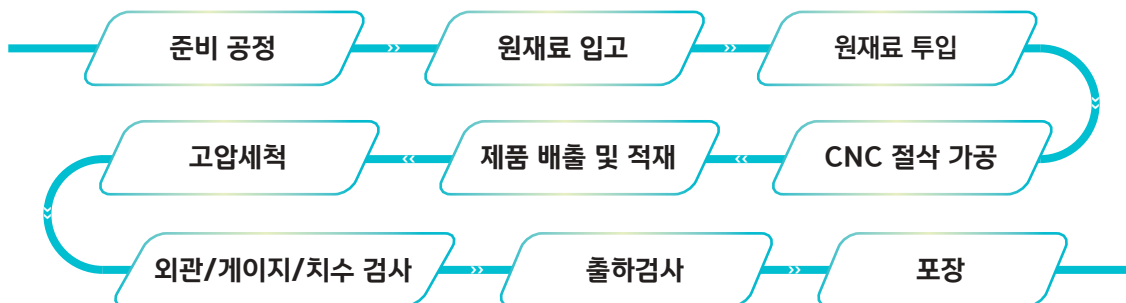 준비 공정
원재료 입고
원재료 투입
CNC 절삭 가공
제품 배출 및 적재
고압세척
외관/게이지/치수 검사
출하검사
포장